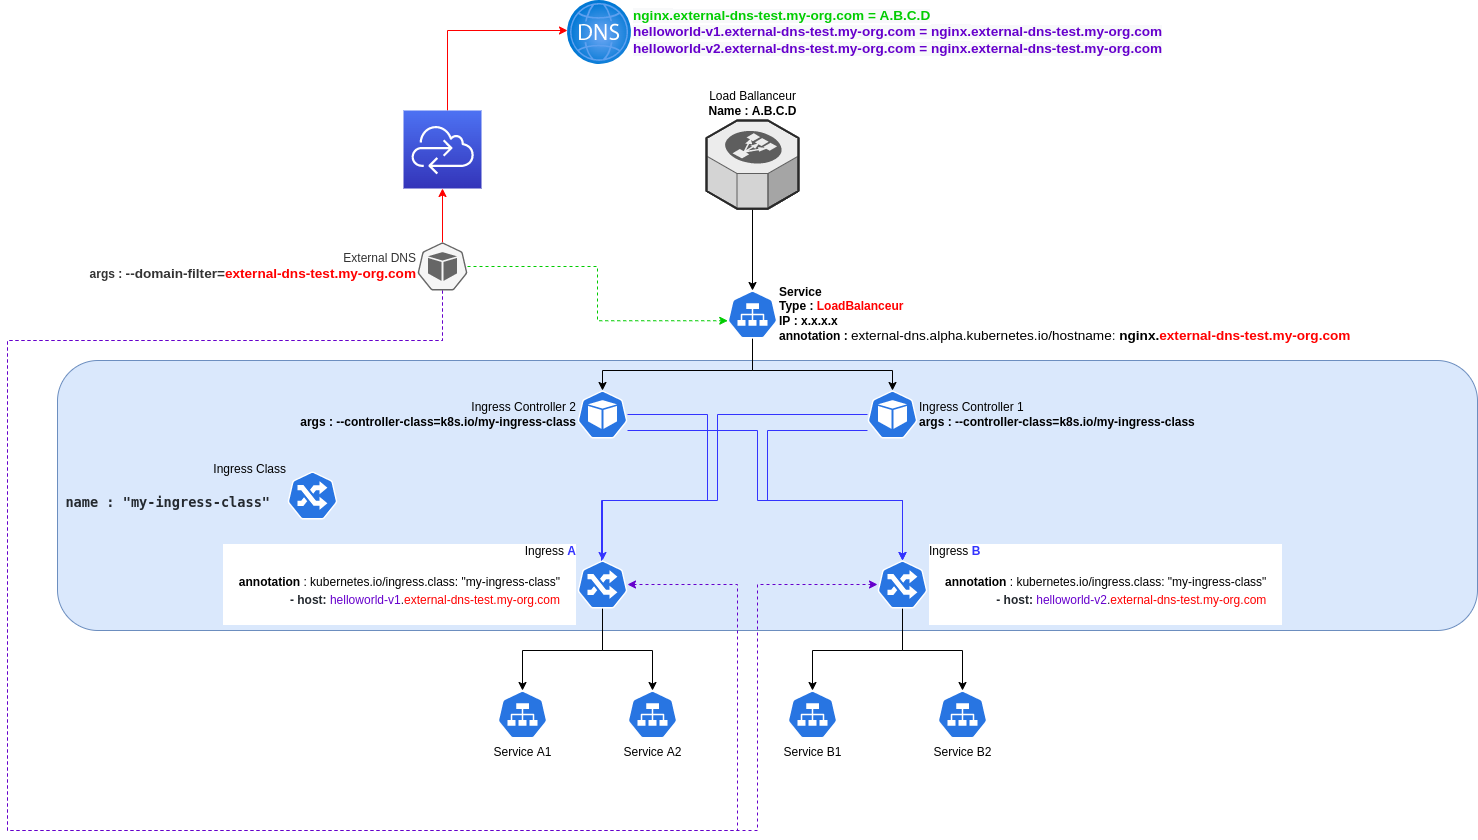 DNS
nginx.external-dns-test.my-org.com = A.B.C.D
helloworld-v1.external-dns-test.my-org.com = nginx.external-dns-test.my-org.com
helloworld-v2.external-dns-test.my-org.com = nginx.external-dns-test.my-org.com
Load Ballanceur
Name : A.B.C.D
External DNS
args : --domain-filter=external-dns-test.my-org.com
Service
Type : LoadBalanceur
IP : x.x.x.x
annotation : external-dns.alpha.kubernetes.io/hostname: nginx.external-dns-test.my-org.com
Ingress Controller 2
args : --controller-class=k8s.io/my-ingress-class
Ingress Controller 1
args : --controller-class=k8s.io/my-ingress-class
Ingress Class
name : "my-ingress-class"
Ingress A
annotation : kubernetes.io/ingress.class: "my-ingress-class"
- host: helloworld-v1.external-dns-test.my-org.com
Ingress B
annotation : kubernetes.io/ingress.class: "my-ingress-class"
- host: helloworld-v2.external-dns-test.my-org.com
Service A1
Service A2
Service B1
Service B2